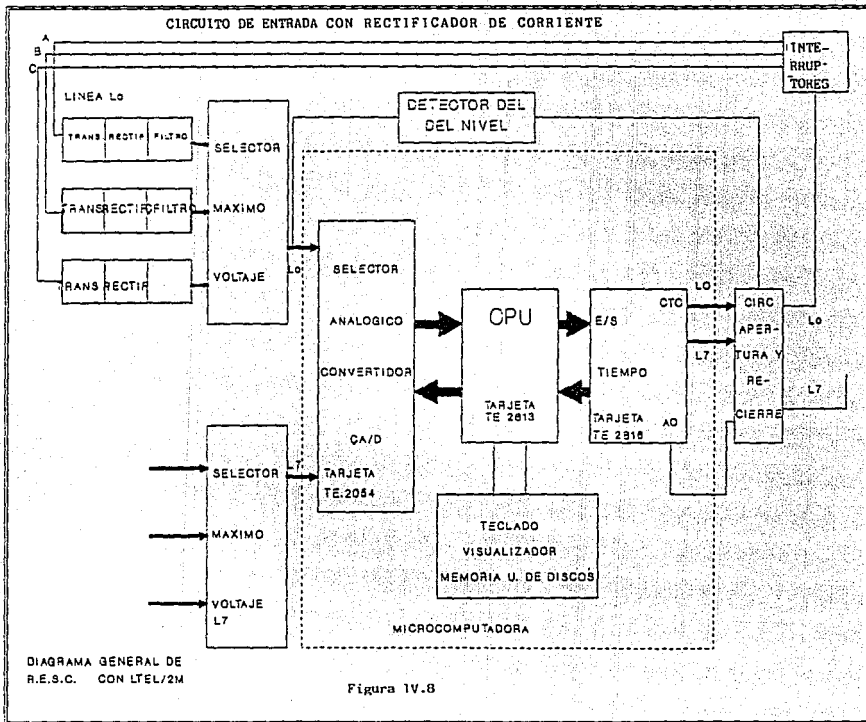 CIRCUITO DE ENTRADA CON RECTIFICADOR DE CORRIENTE
A
B
C
INTE-
RRUP-
TORES
LINEA Lo
DETECTOR DEL
DEL NIVEL
TRANS RECTIF FILTRO
SELECTOR
MAXIMO
VOLTAJE
TRANS RECTIF FILTRO
TRANS RECTIF
Lo
SELECTOR
ANALOGICO
CONVERTIDOR
CA/D
TARJETA
TE.2054
CPU
TARJETA
TE 2613
E/S
CTC
TIEMPO
TARJETA
TE 2816
AO
LO
L7
CIRC
APER-
TURA Y
RE-
CIERRE
Lo
L7
SELECTOR
MAXIMO
VOLTAJE
L7
TECLADO
VISUALIZADOR
MEMORIA U. DE DISCOS
MICROCOMPUTADORA
DIAGRAMA GENERAL DE
R.E.S.C. CON LTEL/2M
Figura IV.8